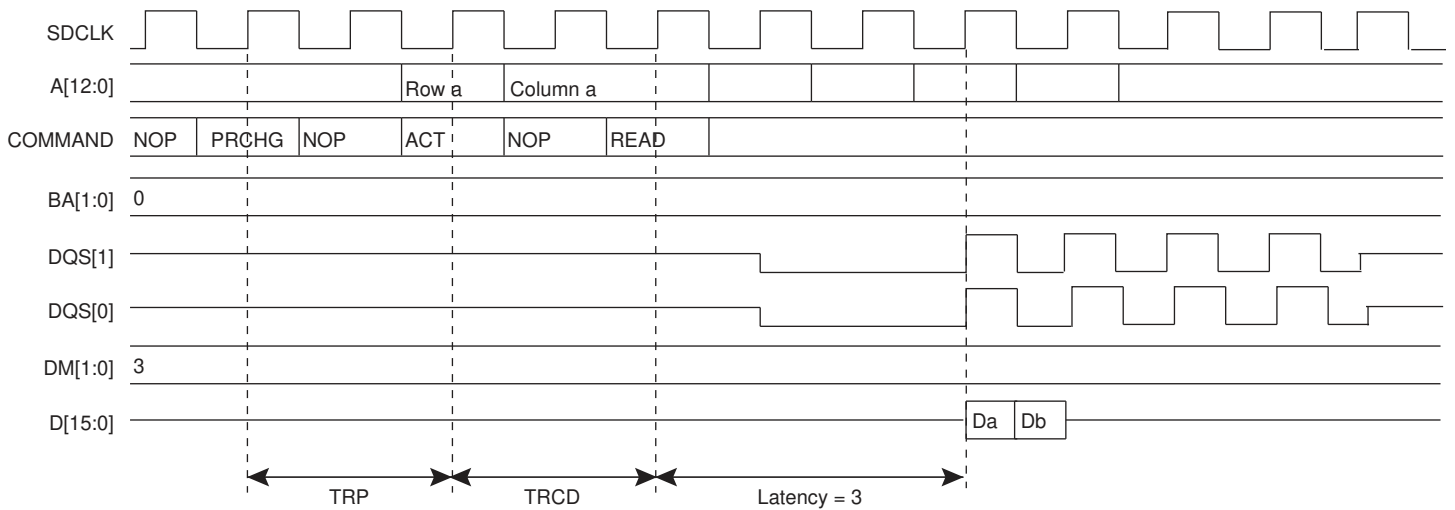 SDCLK
A[12:0] Row a Column a
COMMAND NOP PRCHG NOP ACT NOP READ
BA[1:0] 0
DQS[1]
DQS[0]
DM[1:0] 3
D[15:0] Da Db
TRP TRCD Latency = 3